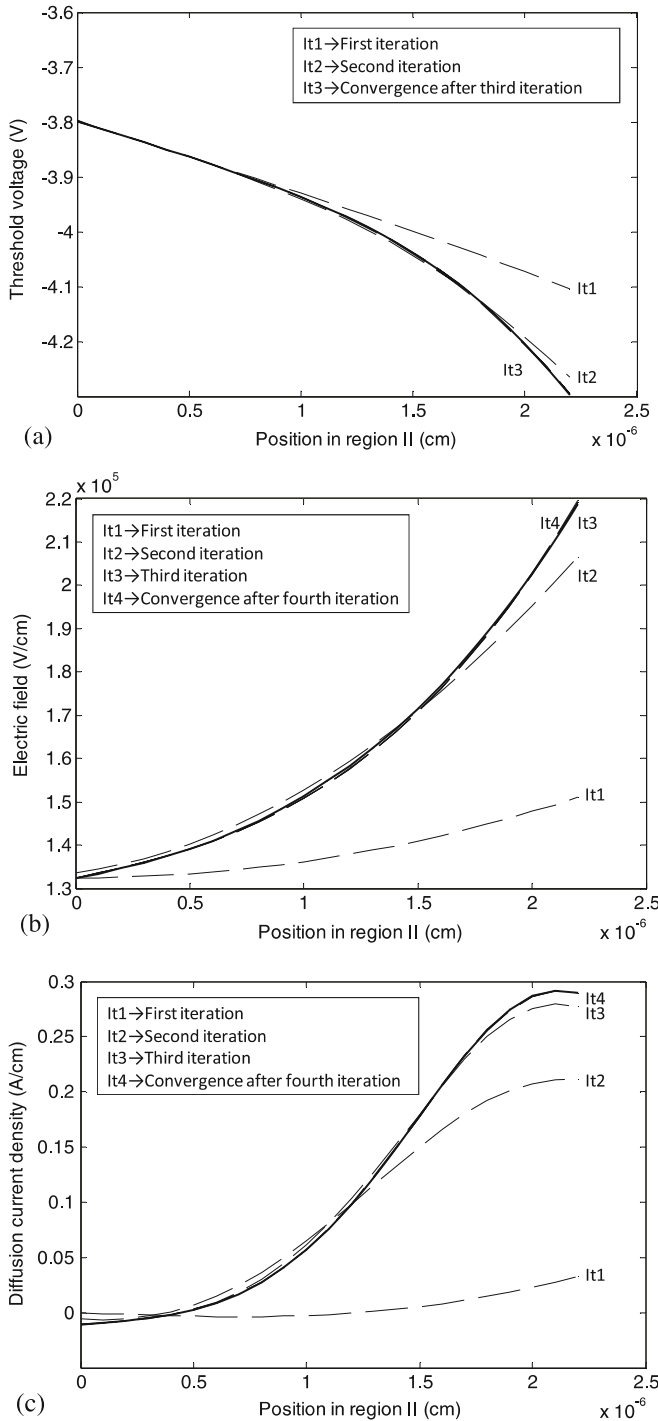 -3.6
-3.7
-3.8
-3.9
-4
-4.1
-4.2
Threshold voltage (V)
It1→First iteration
It2→Second iteration
It3→Convergence after third iteration
It1
It2
It3
0
0.5
1
1.5
2
2.5
x 10⁻⁶
Position in region II (cm)
(a)
x 10⁵
2.2
2.1
2
1.9
1.8
1.7
1.6
1.5
1.4
1.3
Electric field (V/cm)
It1→First iteration
It2→Second iteration
It3→Third iteration
It4→Convergence after fourth iteration
It4
It3
It2
It1
0
0.5
1
1.5
2
2.5
x 10⁻⁶
Position in region II (cm)
(b)
0.3
0.25
0.2
0.15
0.1
0.05
0
Diffusion current density (A/cm)
It1→First iteration
It2→Second iteration
It3→Third iteration
It4→Convergence after fourth iteration
It4
It3
It2
It1
0
0.5
1
1.5
2
2.5
x 10⁻⁶
Position in region II (cm)
(c)